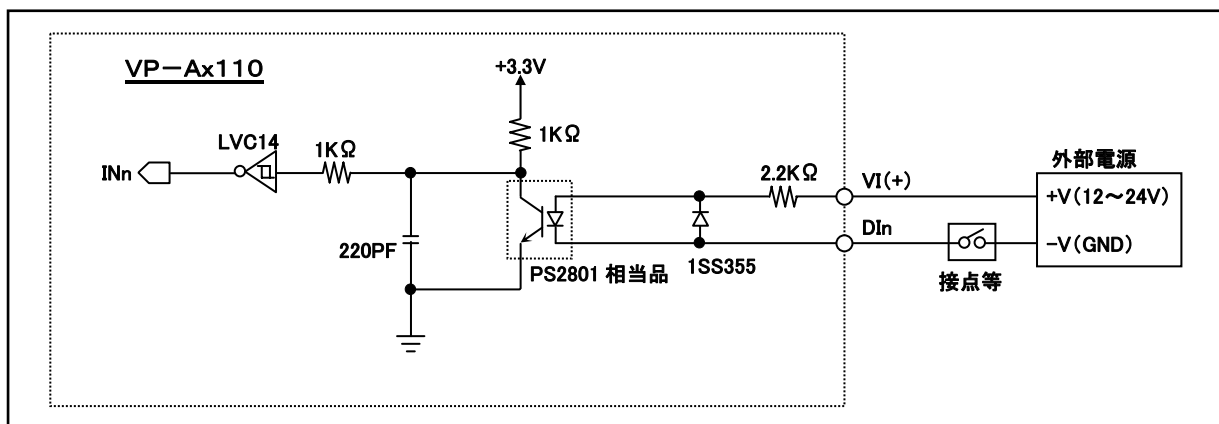 VP－Ax110
+3.3V
1KΩ
LVC14
1KΩ
INn
220PF
PS2801 相当品
1SS355
2.2KΩ
VI(+)
DIn
接点等
外部電源
+V(12～24V)
-V(GND)